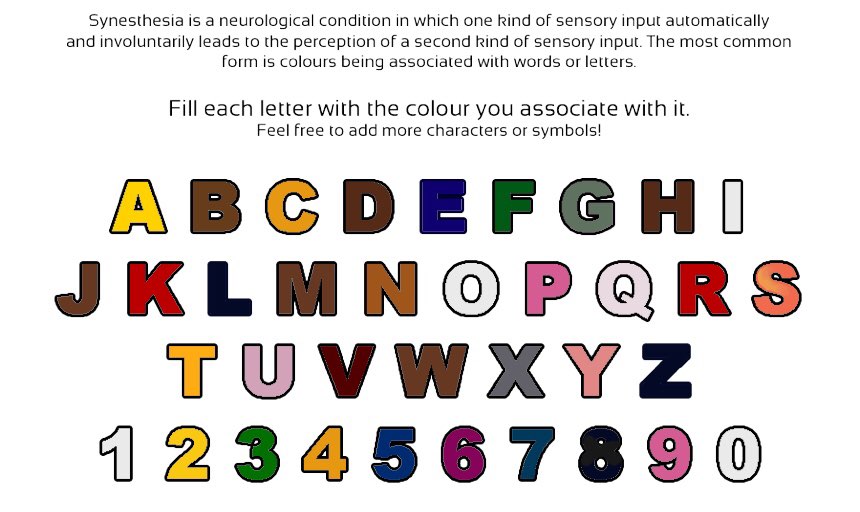 Synesthesia is a neurological condition in which one kind of sensory input automatically
and involuntarily leads to the perception of a second kind of sensory input. The most common
form is colours being associated with words or letters.
Fill each letter with the colour you associate with it.
Feel free to add more characters or symbols!
A B C D E F G H I
J K L M N O P Q R S
T U V W X Y Z
1 2 3 4 5 6 7 8 9 0